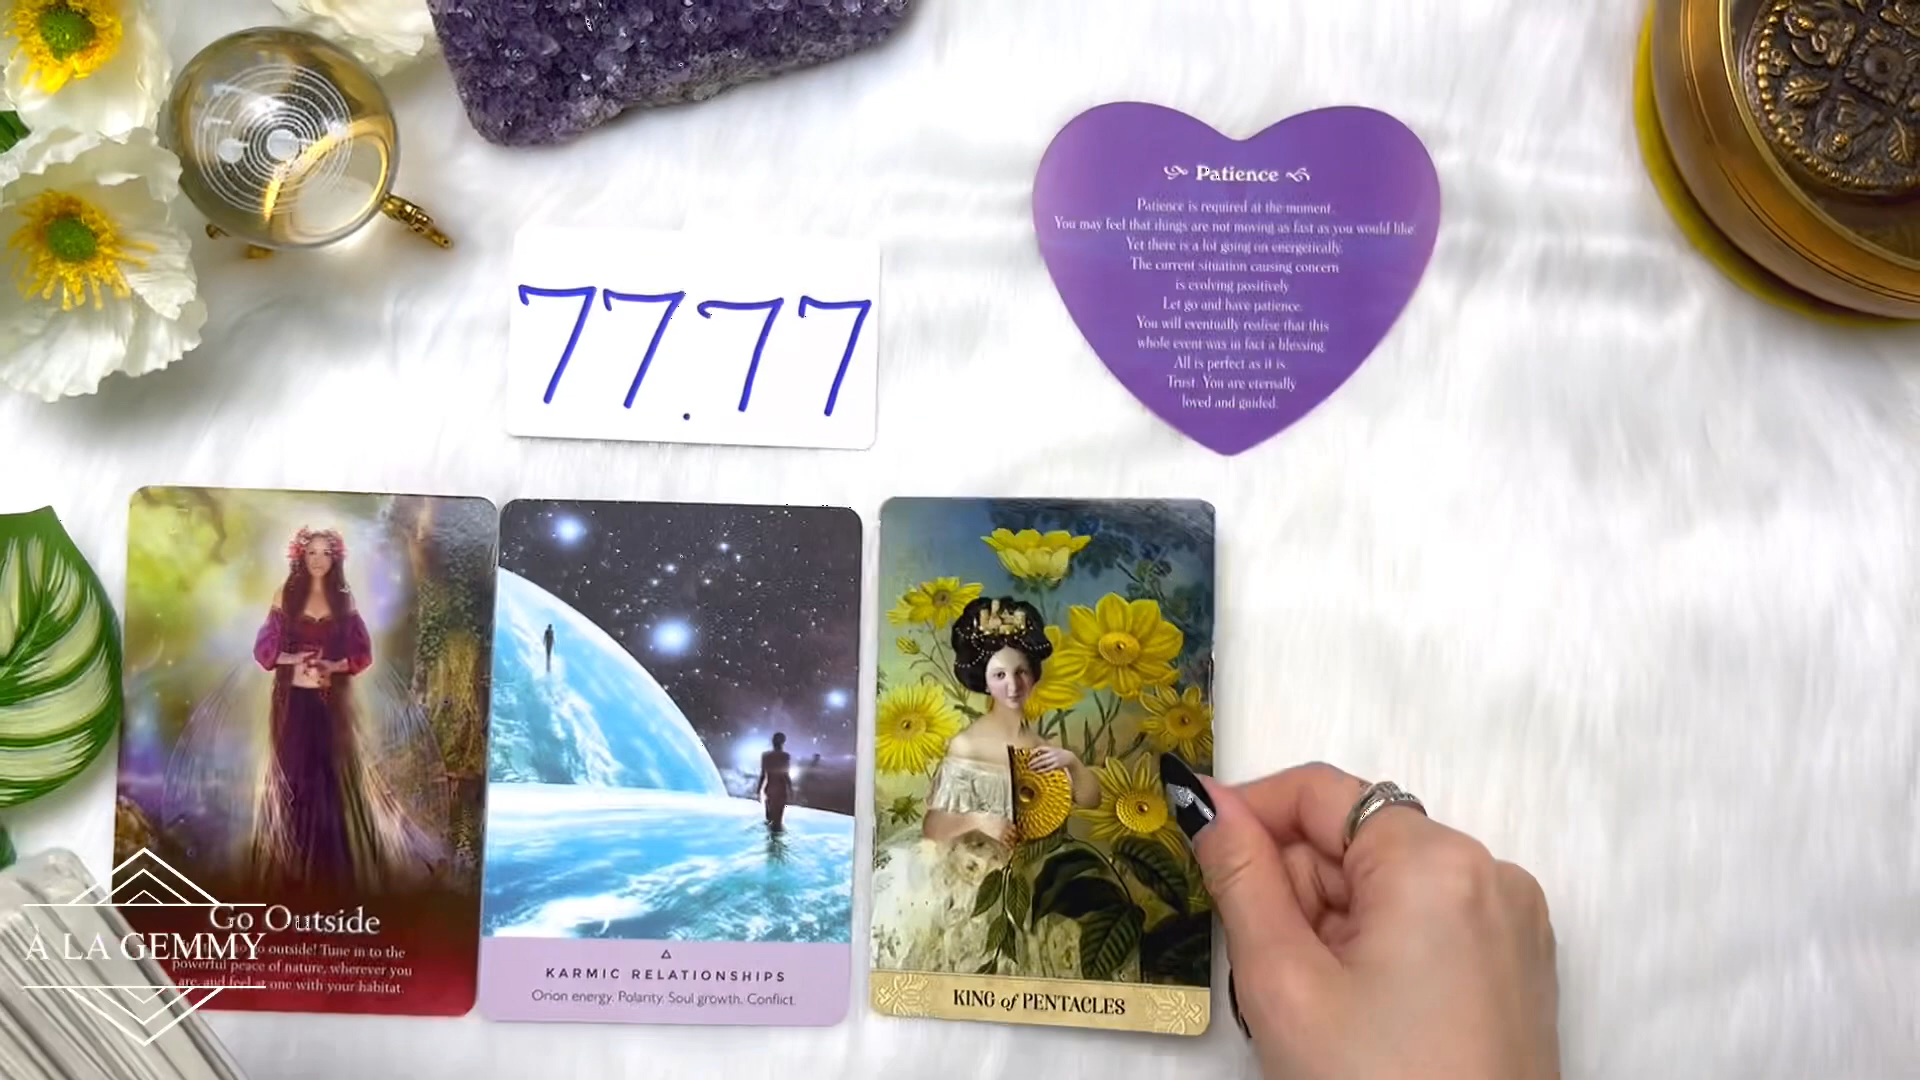 Patience
Patience is required at the moment.
You may feel that things are not moving as fast as you would like.
Yet there is a lot going on energetically.
The current situation causing concern
is evolving positively
Let go and have patience.
You will eventually realise that this
whole event was in fact a blessing.
All is perfect as it is.
Trust. You are eternally
loved and guided.
77.77
Go Outside
go outside! Tune in to the
powerful peace of nature, wherever you
are, and feel at one with your habitat.
À LA GEMMY
KARMIC RELATIONSHIPS
Orion energy. Polarity. Soul growth. Conflict.
KING of PENTACLES